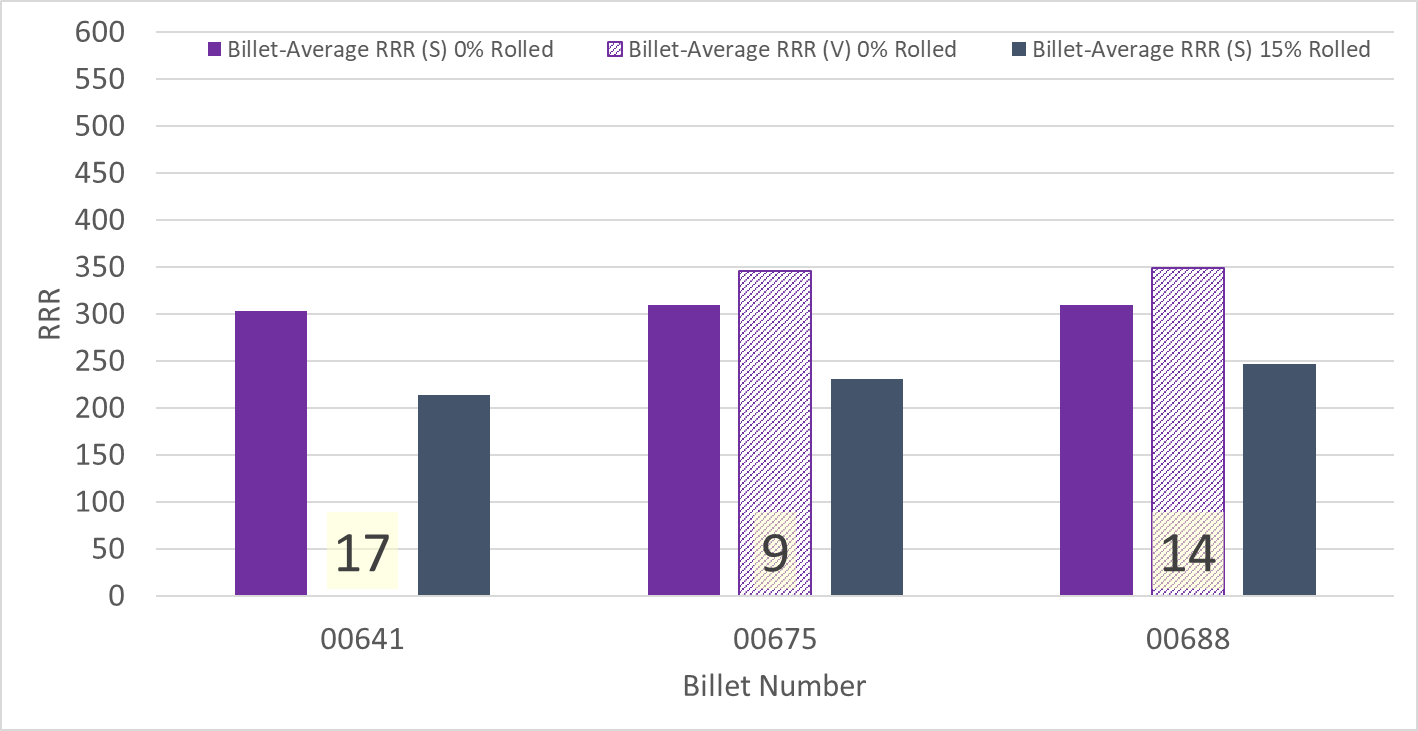 Billet-Average RRR (S) 0% Rolled Billet-Average RRR (V) 0% Rolled Billet-Average RRR (S) 15% Rolled
600
550
500
450
400
350
300
250
200
150
100
50
0
RRR
17 9 14
00641 00675 00688
Billet Number